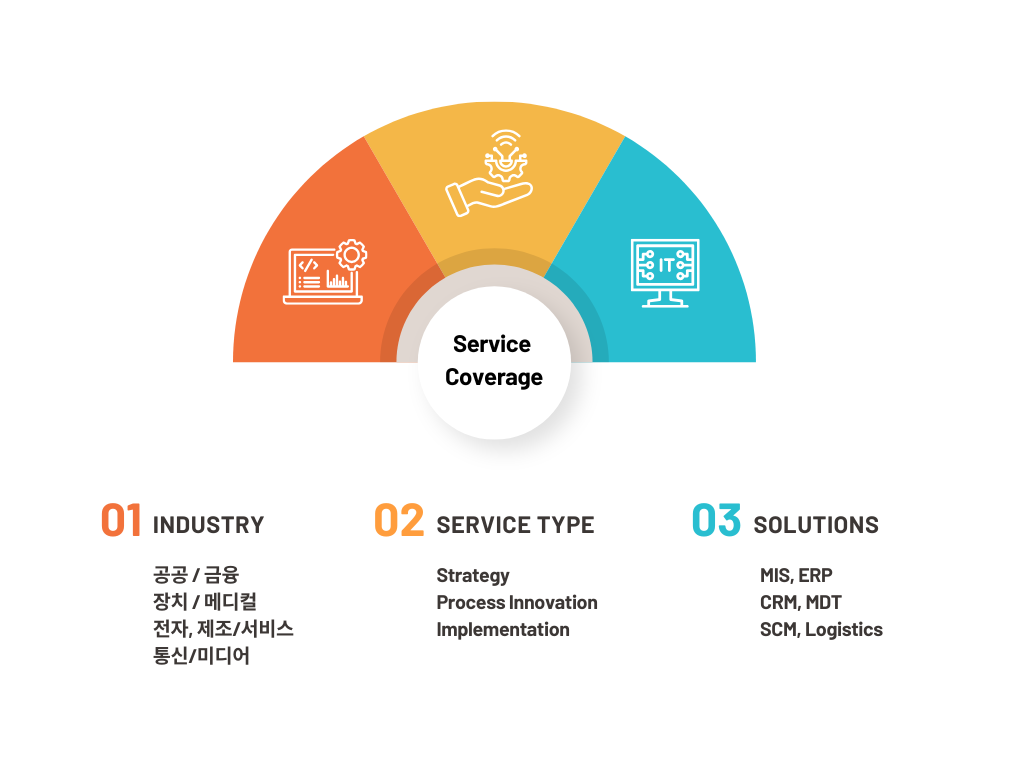 IT
Service
Coverage
01 INDUSTRY
공공 / 금융
장치 / 메디컬
전자, 제조/서비스
통신/미디어
02 SERVICE TYPE
Strategy
Process Innovation
Implementation
03 SOLUTIONS
MIS, ERP
CRM, MDT
SCM, Logistics